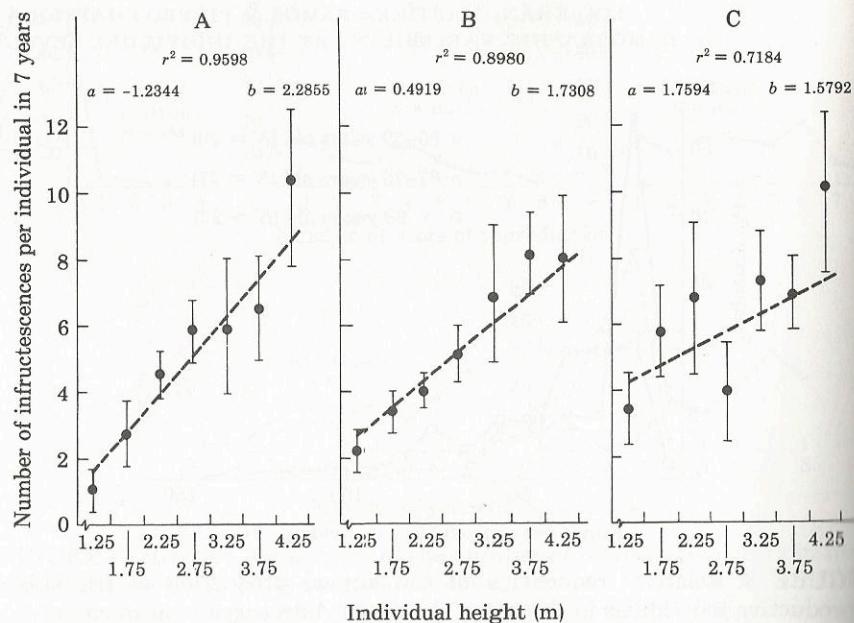 A
r² = 0.9598
a = -1.2344 b = 2.2855
B
r² = 0.8980
aı 0.4919 b = 1.7308
C
r² = 0.7184
a = 1.7594 b = 1.5792
Number of infructescences per individual in 7 years
12
10
8
6
4
2
0
1.25 2.25 3.25 4.25
1.75 2.75 3.75
1.25 2.25 3.25 4.25
1.75 2.75 3.75
1.25 2.25 3.25 4.25
1.75 2.75 3.75
Individual height (m)